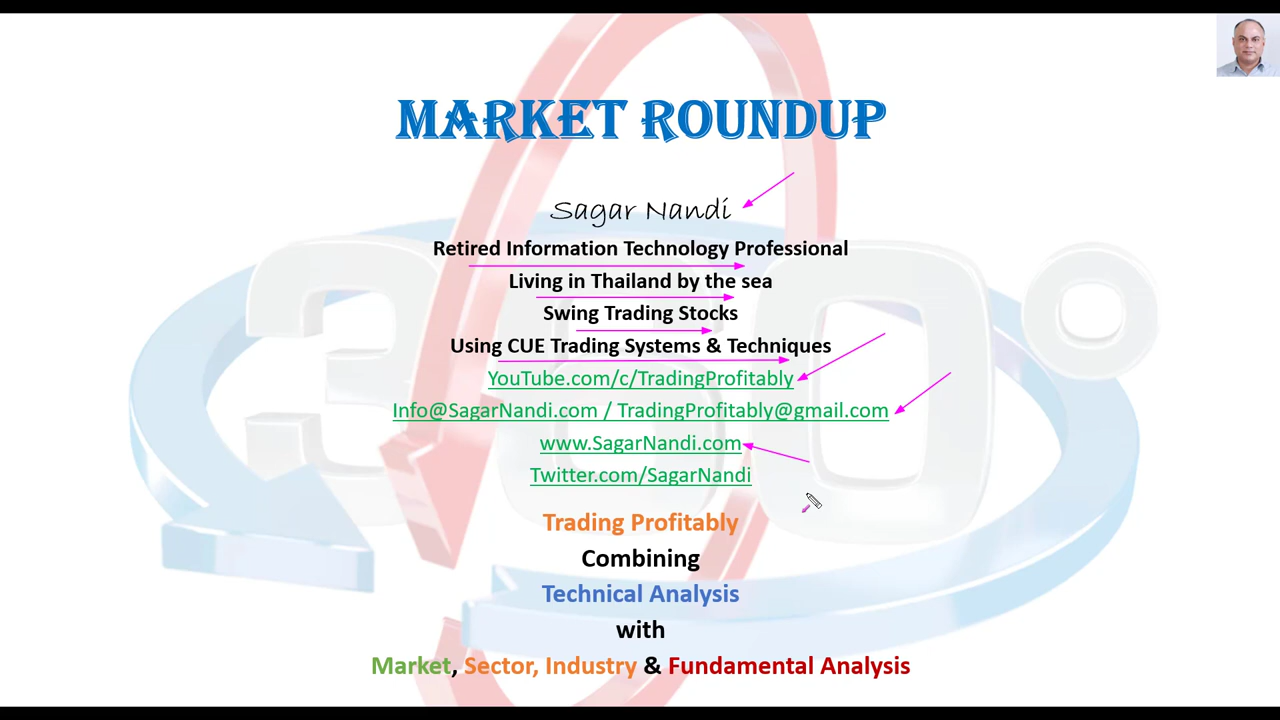 MARKET ROUNDUP
Sagar Nandi
Retired Information Technology Professional
Living in Thailand by the sea
Swing Trading Stocks
Using CUE Trading Systems & Techniques
YouTube.com/c/TradingProfitably
Info@SagarNandi.com / TradingProfitably@gmail.com
www.SagarNandi.com
Twitter.com/SagarNandi
Trading Profitably
Combining
Technical Analysis
with
Market, Sector, Industry & Fundamental Analysis
360°